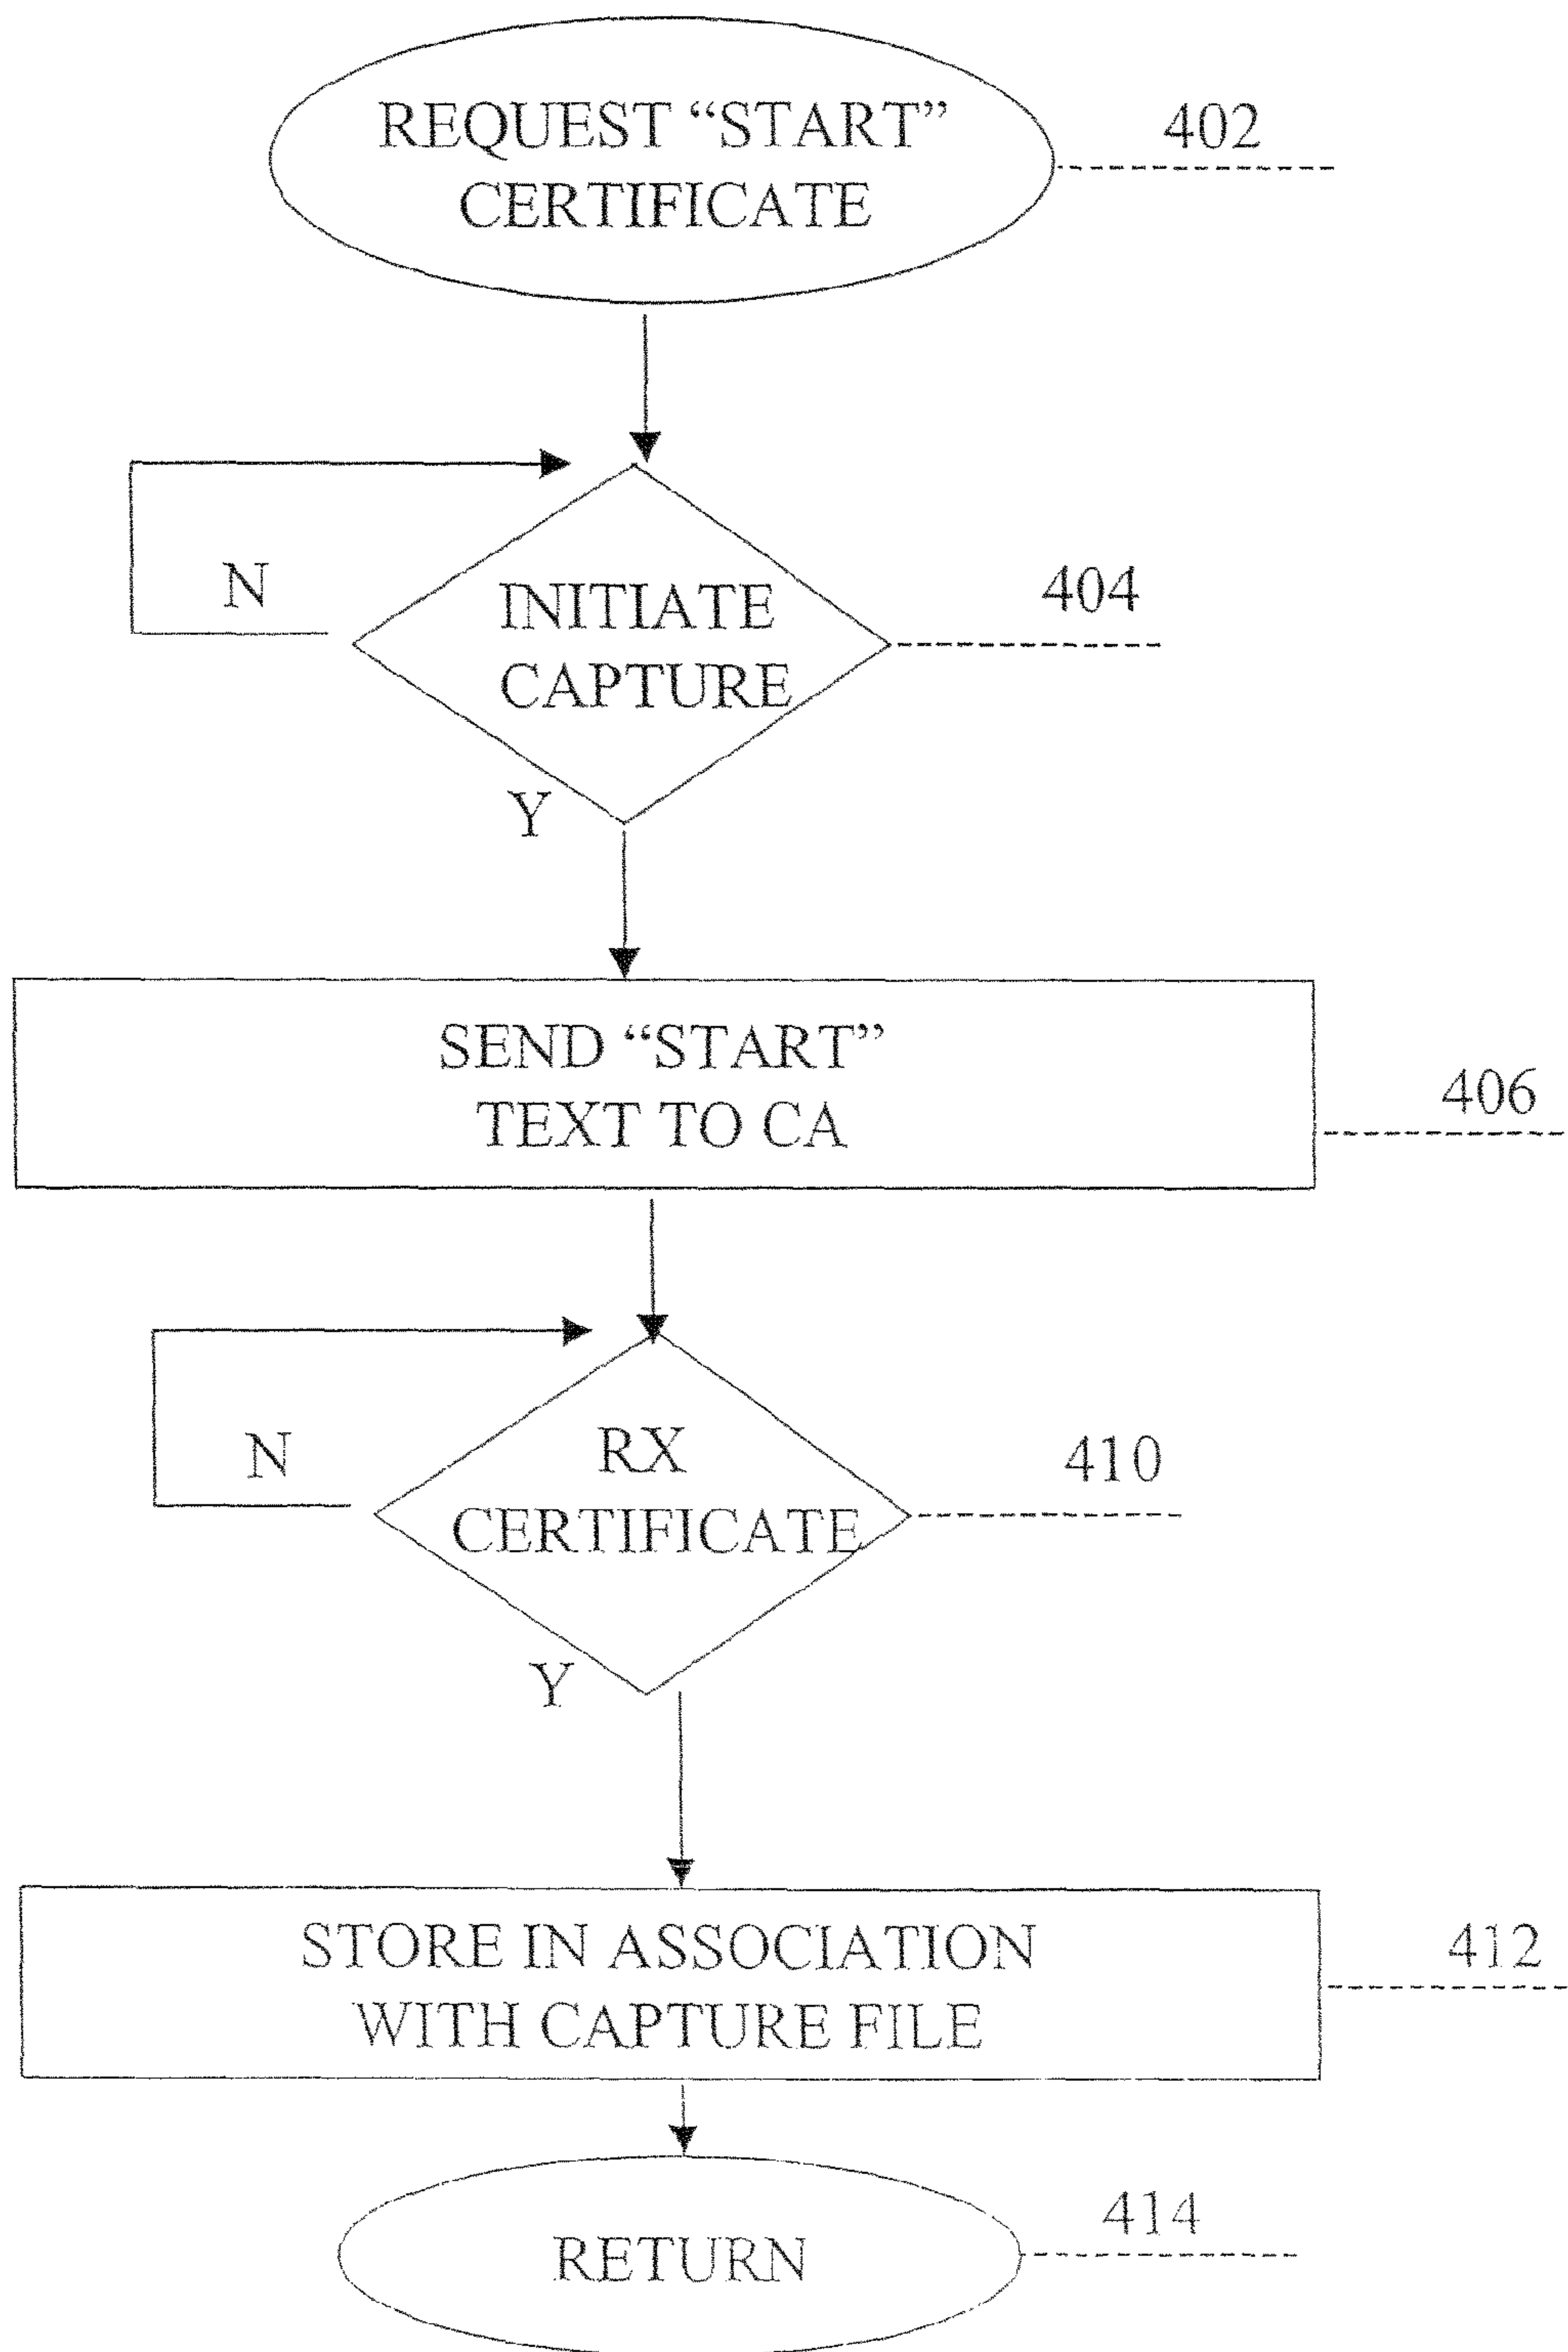 REQUEST “START”
CERTIFICATE
402
N
INITIATE
CAPTURE
404
Y
SEND “START”
TEXT TO CA
406
N
RX
CERTIFICATE
410
Y
STORE IN ASSOCIATION
WITH CAPTURE FILE
412
RETURN
414